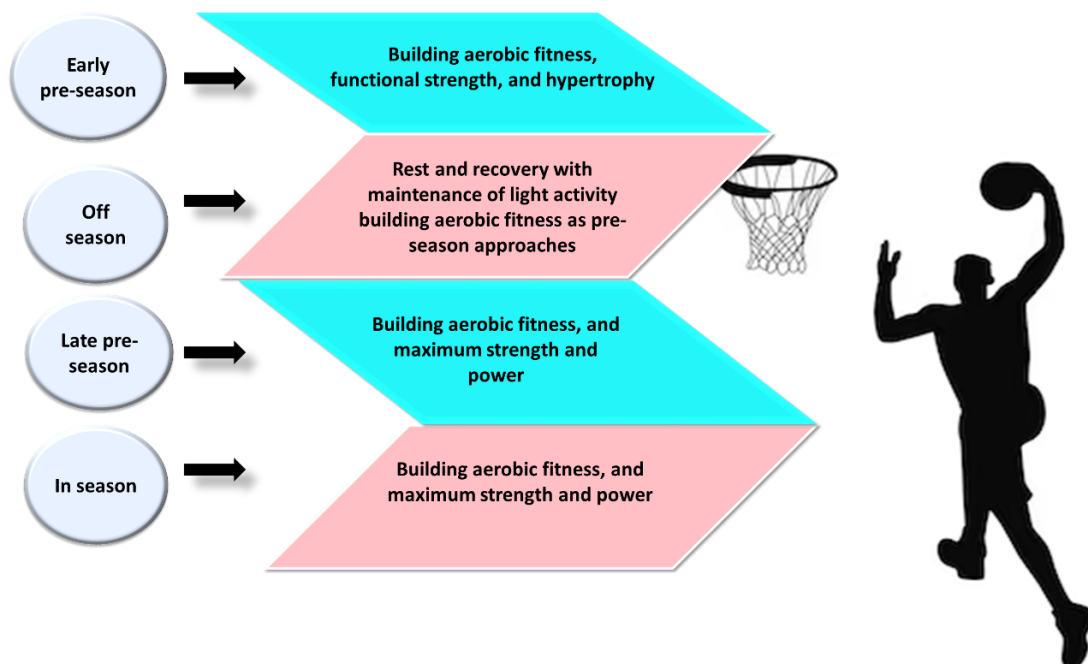 Early
pre-season
Building aerobic fitness,
functional strength, and hypertrophy
Off
season
Rest and recovery with
maintenance of light activity
building aerobic fitness as pre-
season approaches
Late pre-
season
Building aerobic fitness, and
maximum strength and
power
In season
Building aerobic fitness, and
maximum strength and power